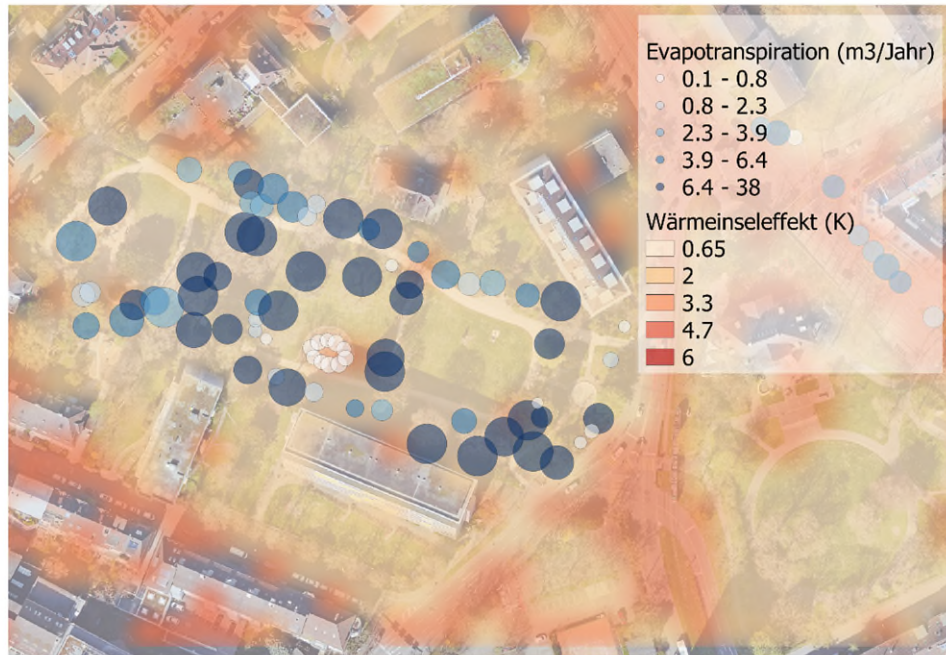 Evapotranspiration (m3/Jahr)
0.1 - 0.8
0.8 - 2.3
2.3 - 3.9
3.9 - 6.4
6.4 - 38
Wärmeinseleffekt (K)
0.65
2
3.3
4.7
6